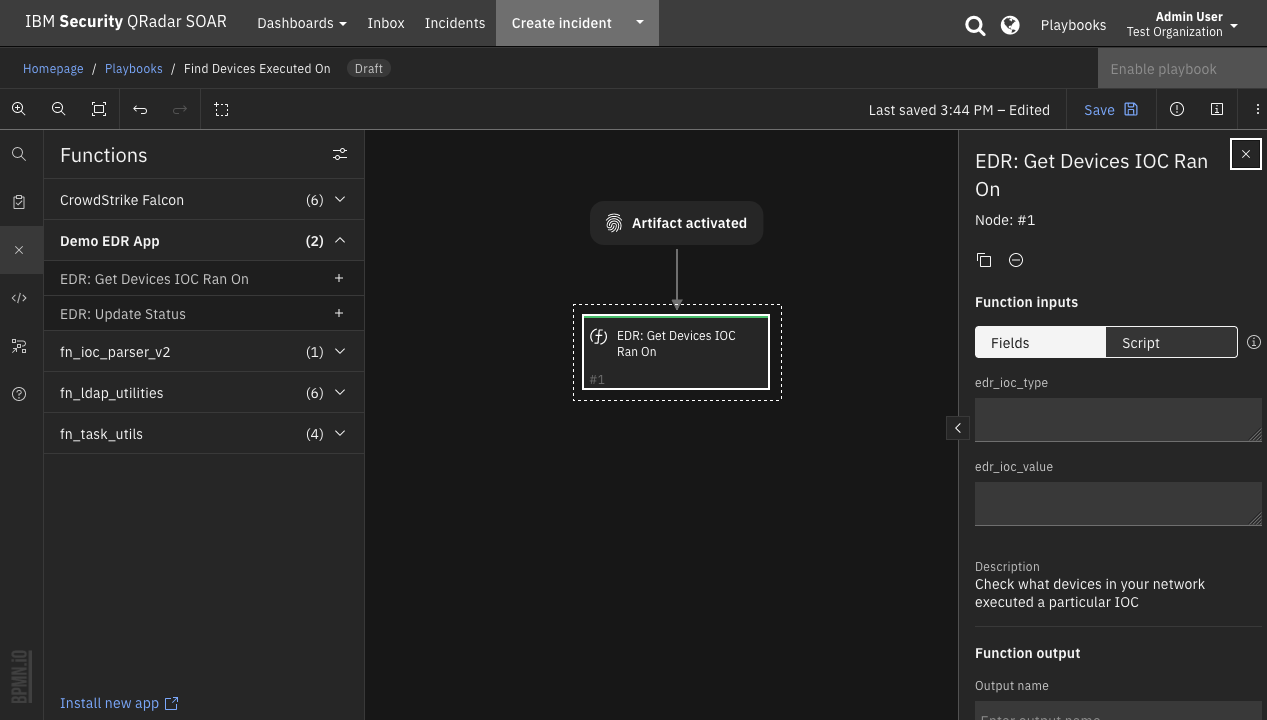 IBM Security QRadar SOAR
Dashboards
Inbox
Incidents
Create incident
Playbooks
Admin User
Test Organization
Homepage / Playbooks / Find Devices Executed On
Draft
Enable playbook
Last saved 3:44 PM – Edited
Save
Functions
CrowdStrike Falcon (6)
Demo EDR App (2)
EDR: Get Devices IOC Ran On +
EDR: Update Status +
fn_ioc_parser_v2 (1)
fn_ldap_utilities (6)
fn_task_utils (4)
Install new app
BPMN.iO
Artifact activated
EDR: Get Devices IOC
Ran On
#1
EDR: Get Devices IOC Ran
On
Node: #1
Function inputs
Fields
Script
edr_ioc_type
edr_ioc_value
Description
Check what devices in your network
executed a particular IOC
Function output
Output name
Enter output name